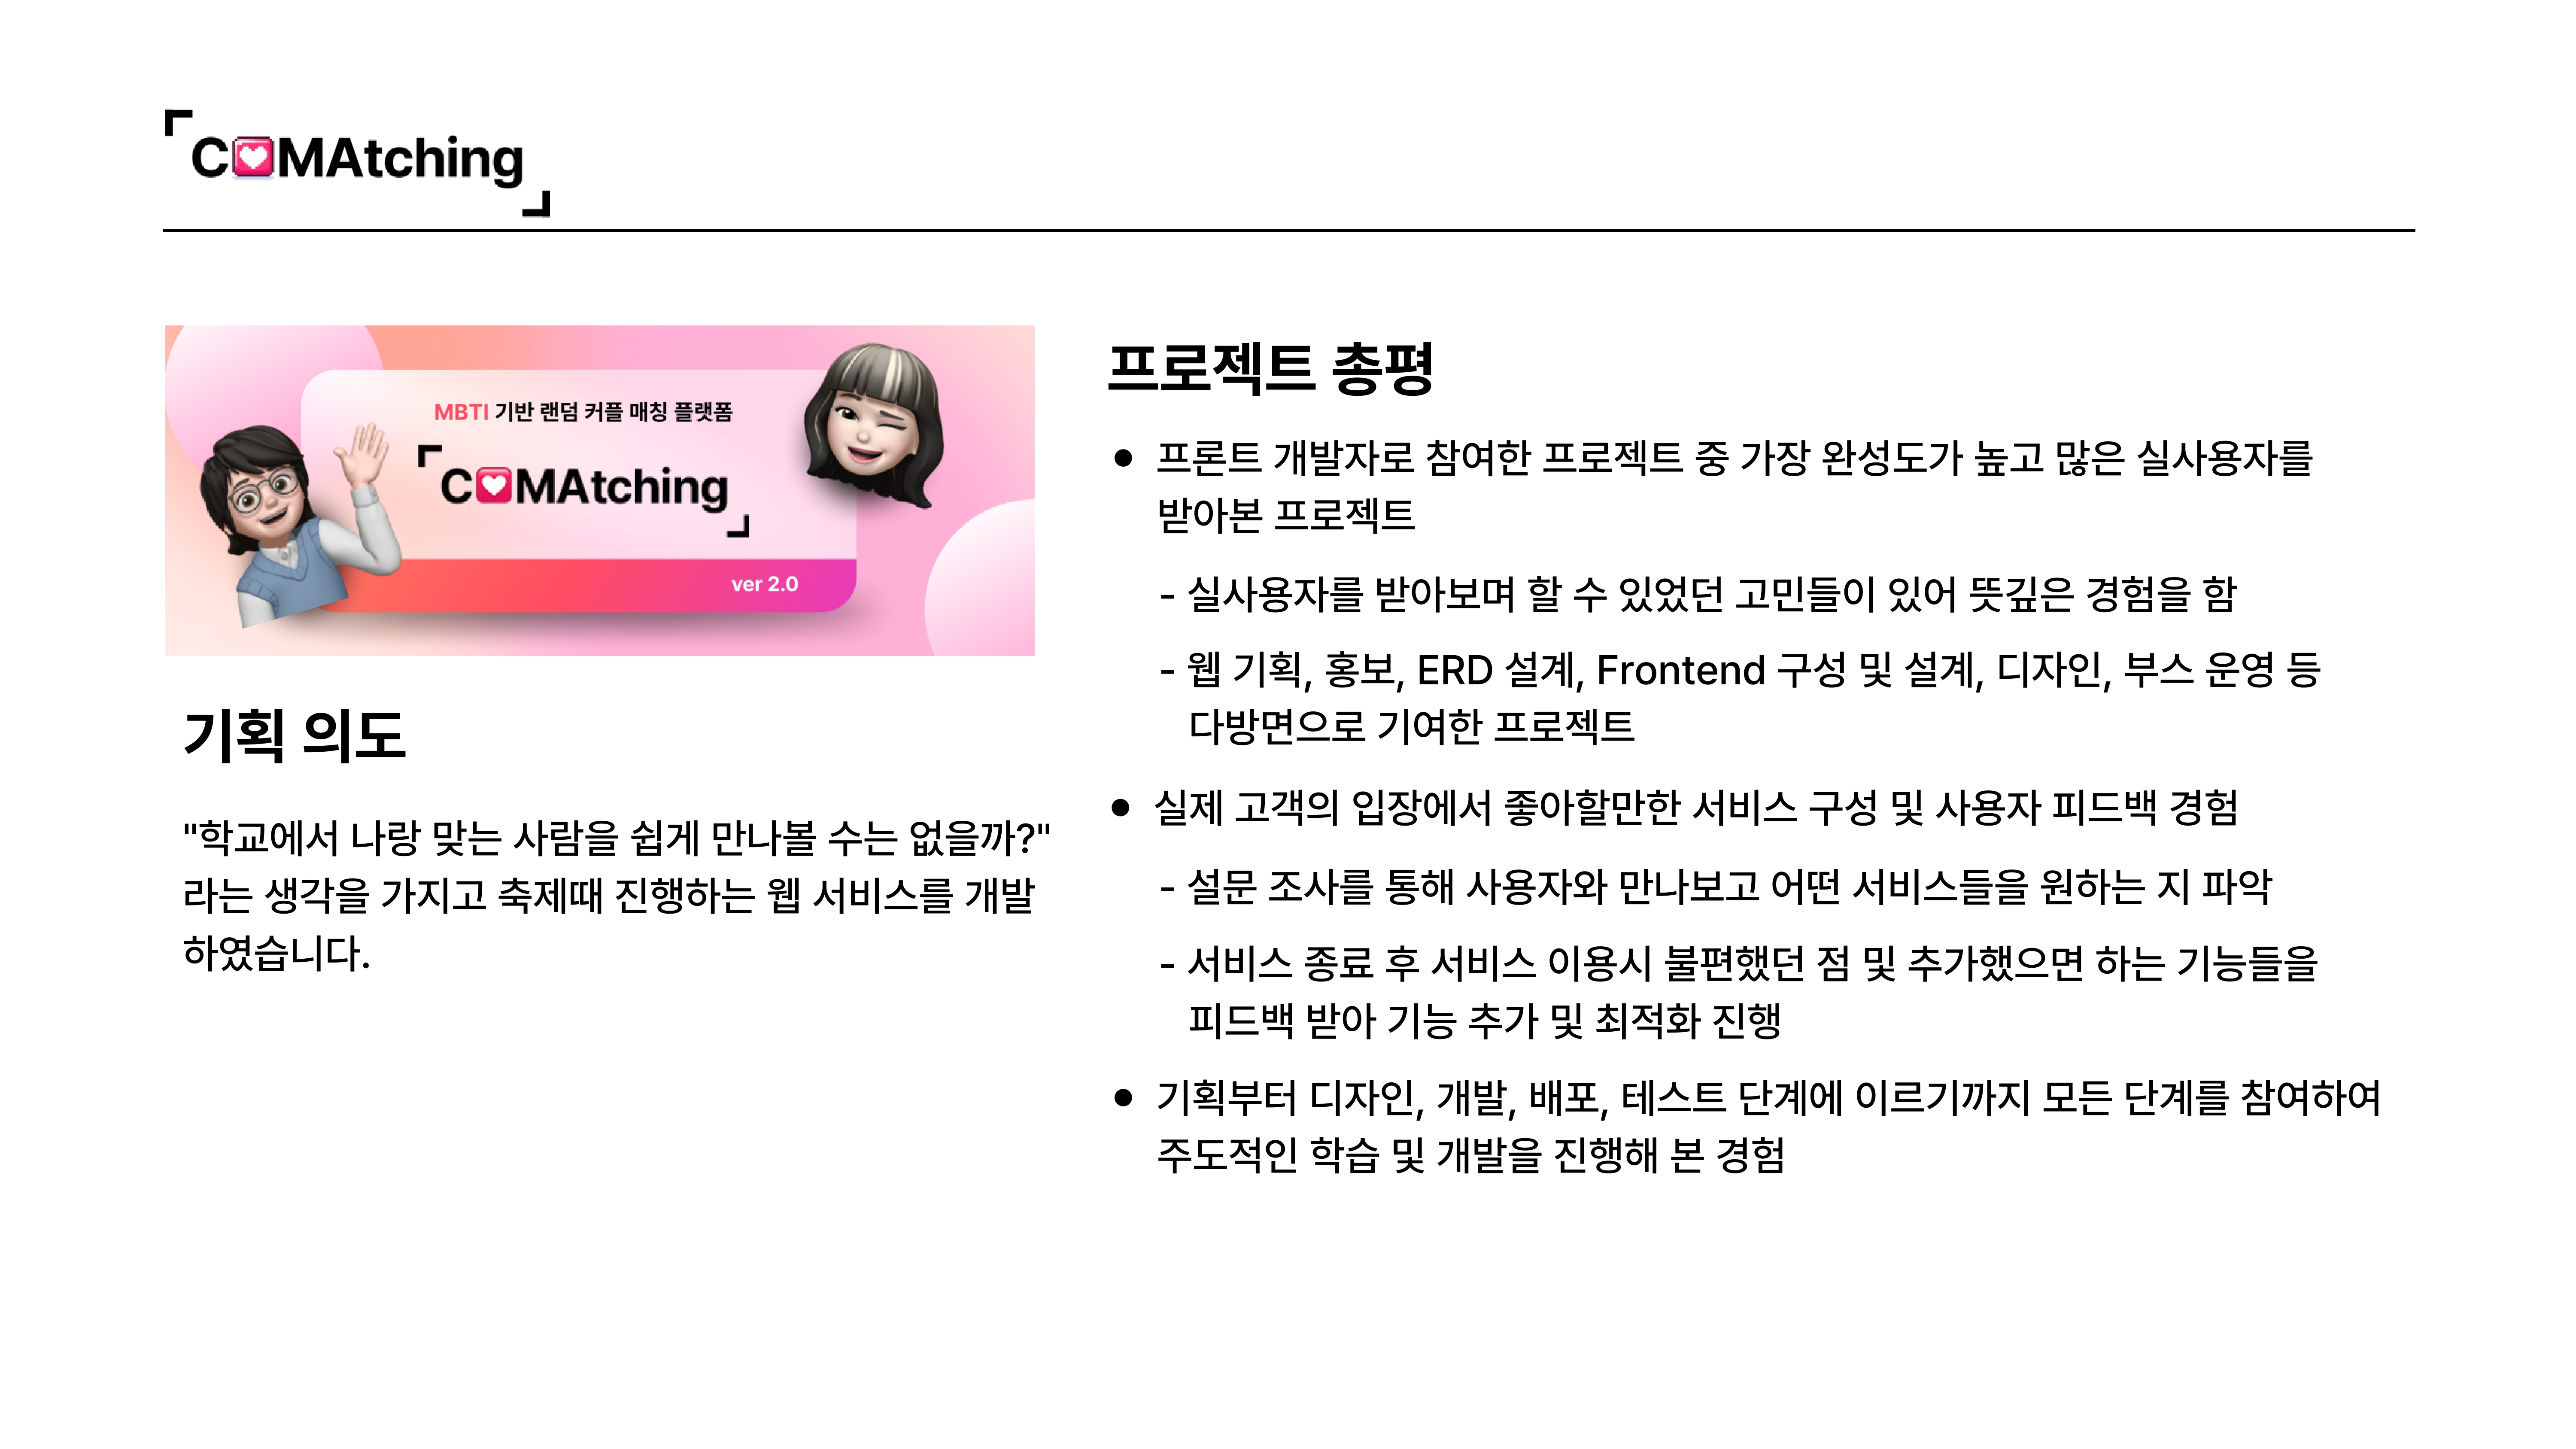 C❤MAtching
MBTI 기반 랜덤 커플 매칭 플랫폼
C❤MAtching
ver 2.0
기획 의도
"학교에서 나랑 맞는 사람을 쉽게 만나볼 수는 없을까?"
라는 생각을 가지고 축제때 진행하는 웹 서비스를 개발
하였습니다.
프로젝트 총평
● 프론트 개발자로 참여한 프로젝트 중 가장 완성도가 높고 많은 실사용자를
받아본 프로젝트
- 실사용자를 받아보며 할 수 있었던 고민들이 있어 뜻깊은 경험을 함
- 웹 기획, 홍보, ERD 설계, Frontend 구성 및 설계, 디자인, 부스 운영 등
다방면으로 기여한 프로젝트
● 실제 고객의 입장에서 좋아할만한 서비스 구성 및 사용자 피드백 경험
- 설문 조사를 통해 사용자와 만나보고 어떤 서비스들을 원하는 지 파악
- 서비스 종료 후 서비스 이용시 불편했던 점 및 추가했으면 하는 기능들을
피드백 받아 기능 추가 및 최적화 진행
● 기획부터 디자인, 개발, 배포, 테스트 단계에 이르기까지 모든 단계를 참여하여
주도적인 학습 및 개발을 진행해 본 경험